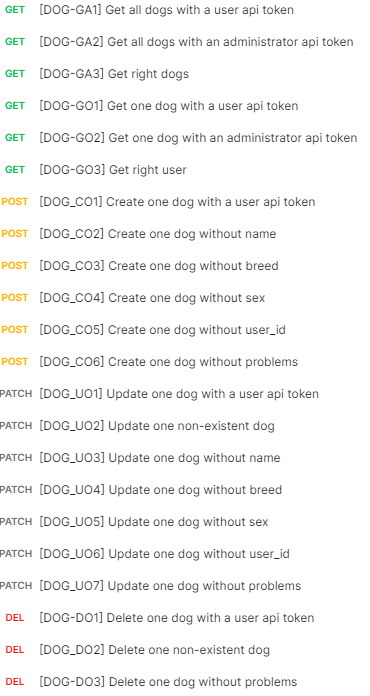 GET [DOG-GA1] Get all dogs with a user api token
GET [DOG-GA2] Get all dogs with an administrator api token
GET [DOG-GA3] Get right dogs
GET [DOG-GO1] Get one dog with a user api token
GET [DOG-GO2] Get one dog with an administrator api token
GET [DOG-GO3] Get right user
POST [DOG_CO1] Create one dog with a user api token
POST [DOG_CO2] Create one dog without name
POST [DOG_CO3] Create one dog without breed
POST [DOG_CO4] Create one dog without sex
POST [DOG_CO5] Create one dog without user_id
POST [DOG_CO6] Create one dog without problems
PATCH [DOG_UO1] Update one dog with a user api token
PATCH [DOG_UO2] Update one non-existent dog
PATCH [DOG_UO3] Update one dog without name
PATCH [DOG_UO4] Update one dog without breed
PATCH [DOG_UO5] Update one dog without sex
PATCH [DOG_UO6] Update one dog without user_id
PATCH [DOG_UO7] Update one dog without problems
DEL [DOG-DO1] Delete one dog with a user api token
DEL [DOG_DO2] Delete one non-existent dog
DEL [DOG-DO3] Delete one dog without problems